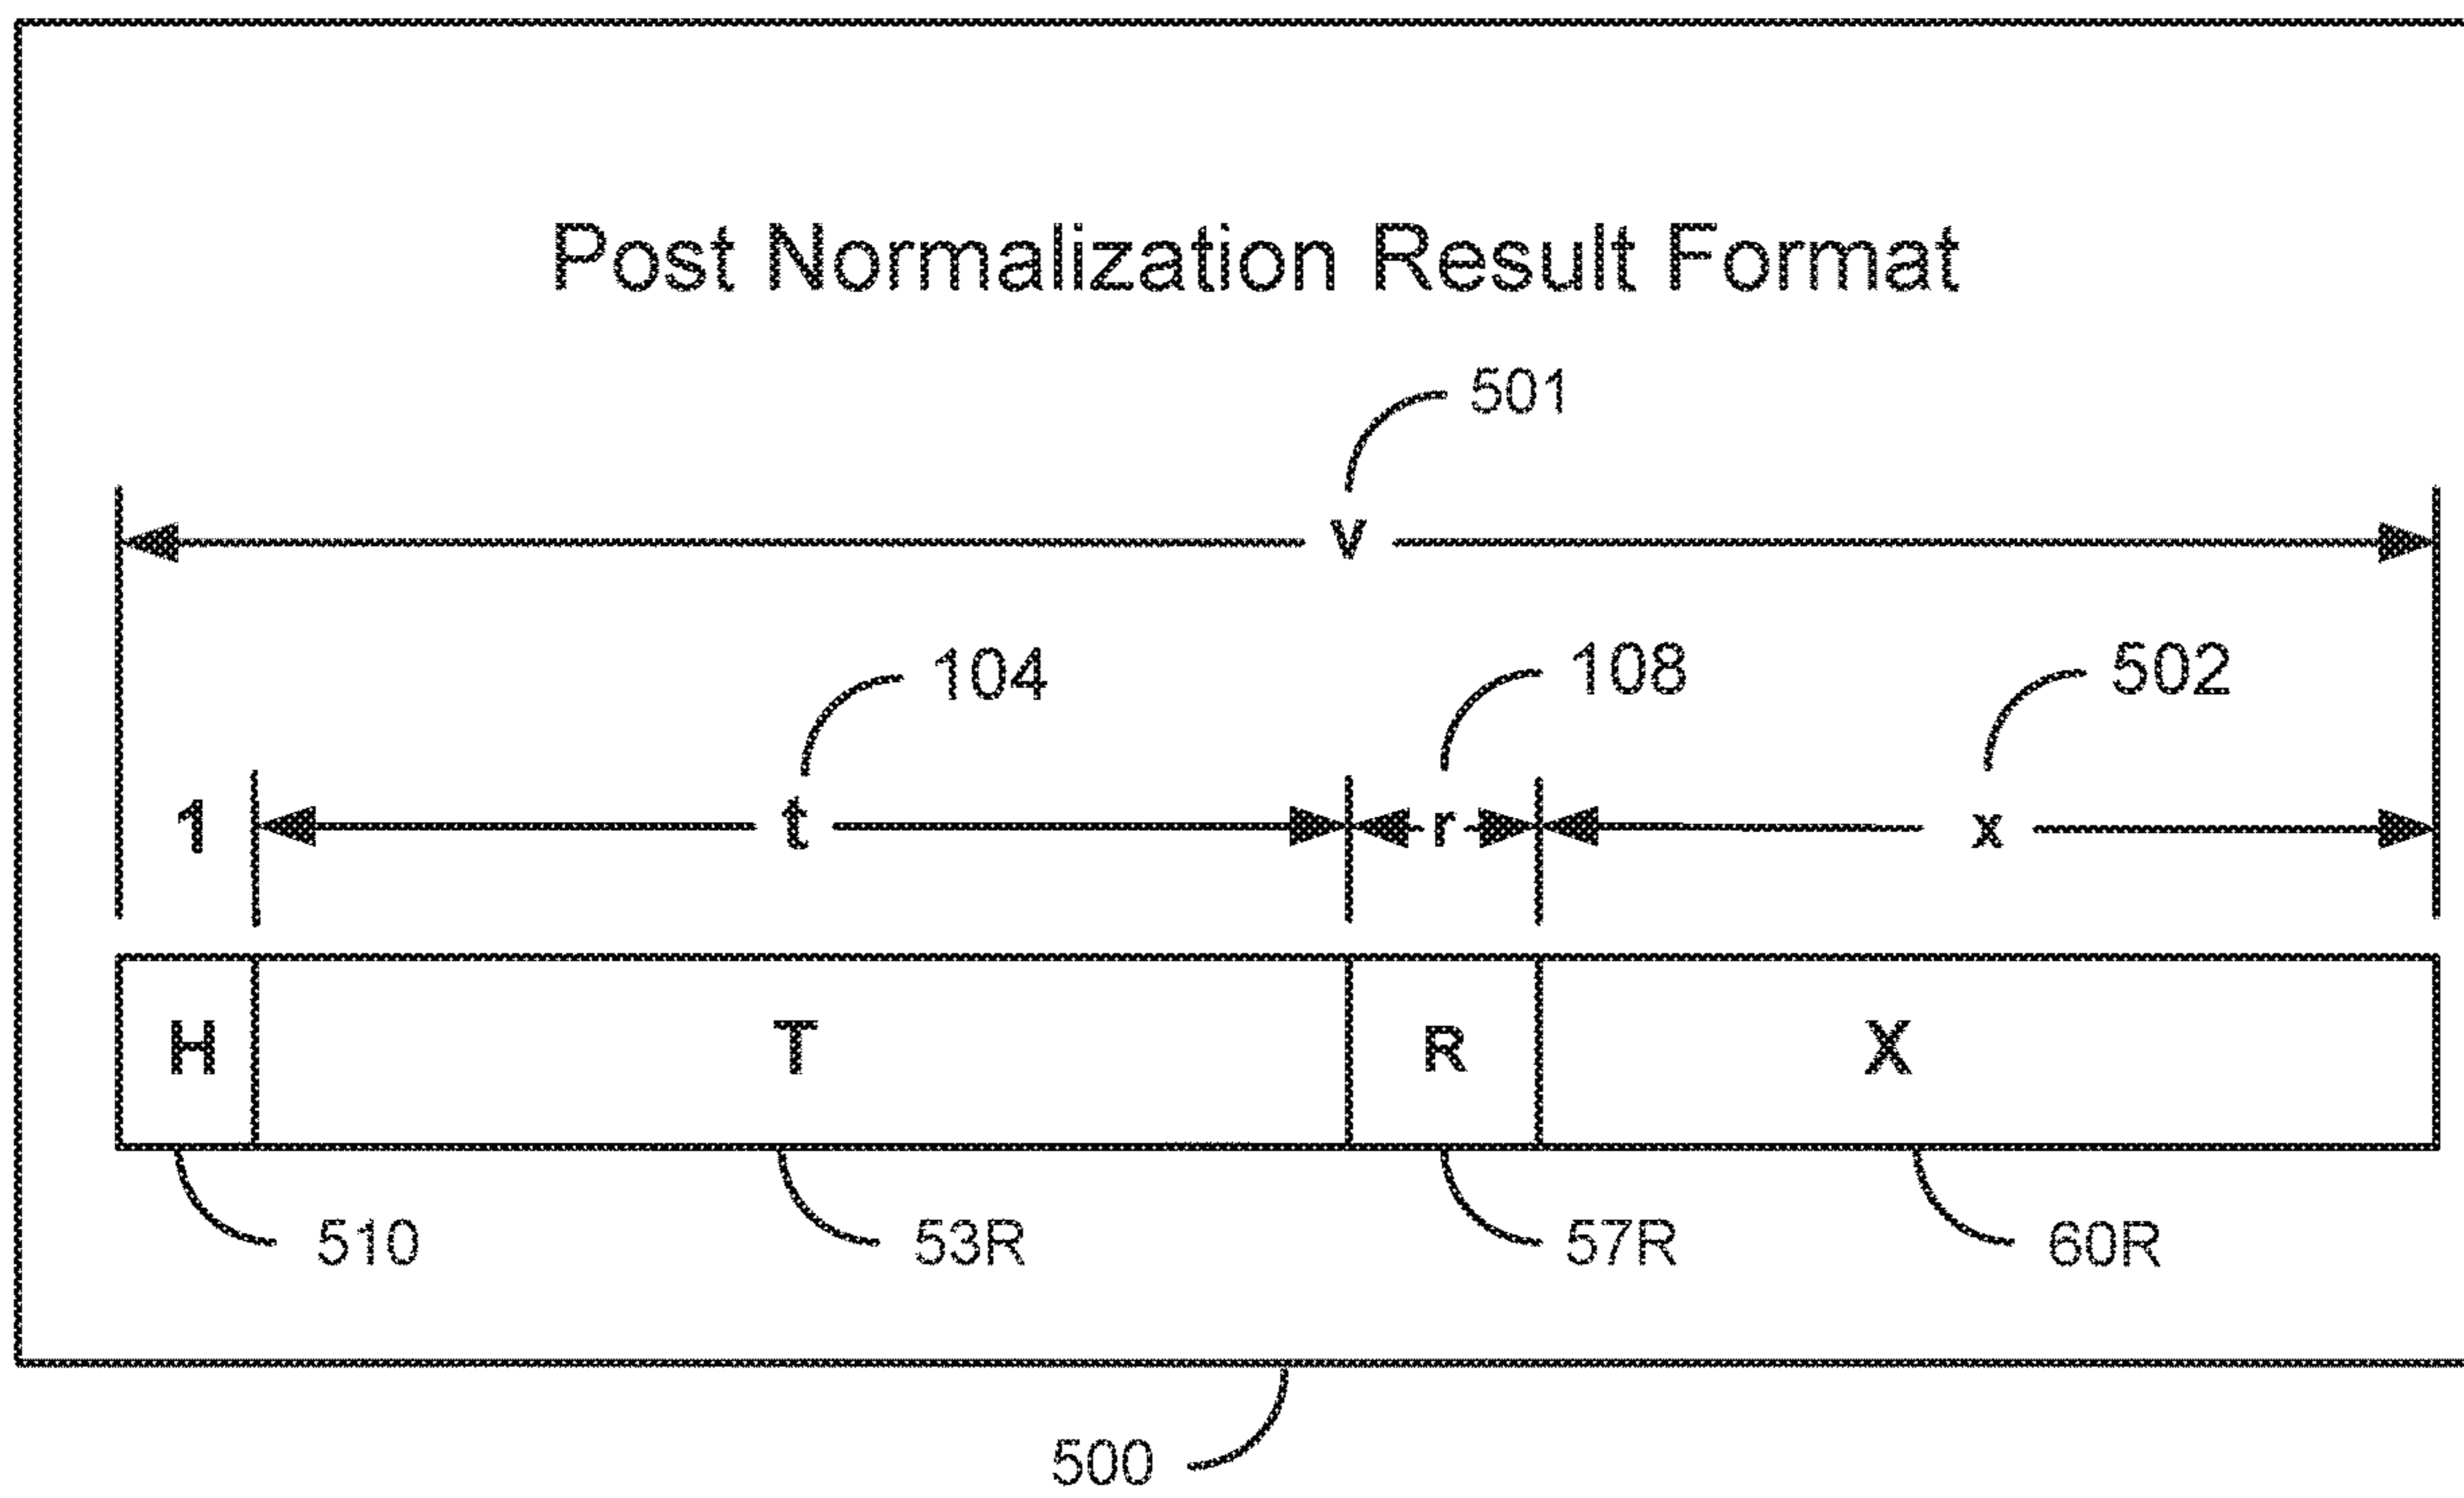 Post Normalization Result Format
501
v
104 108 502
1 t r x
H T R X
510 53R 57R 60R
500